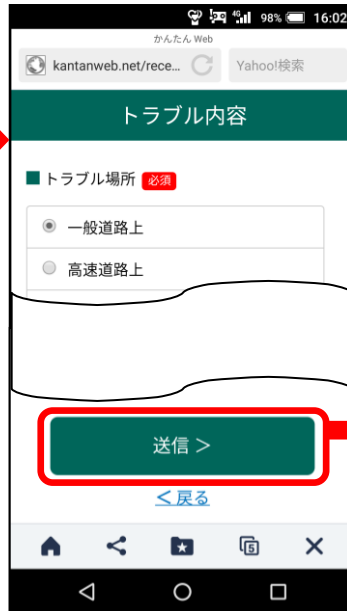 4G 98% 16:02
かんたん Web
kantanweb.net/rece... Yahoo!検索
トラブル内容
トラブル場所 必須
一般道路上
高速道路上
送信 >
< 戻る
5